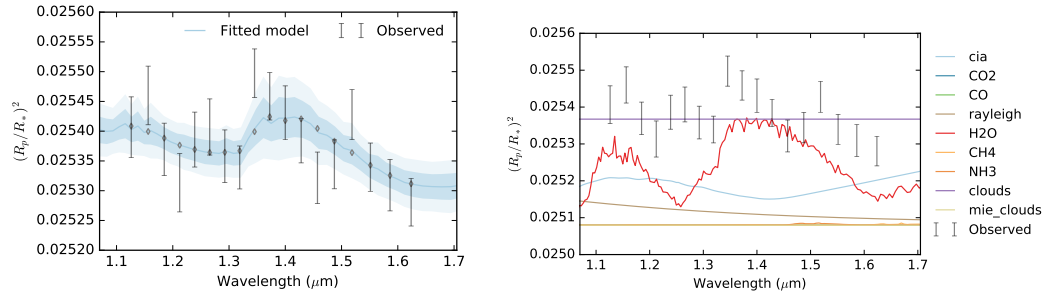 0.02560
0.02555
0.02550
0.02545
0.02540
0.02535
0.02530
0.02525
0.02520
(Rp/R*)²
Fitted model
Observed
1.1 1.2 1.3 1.4 1.5 1.6 1.7
Wavelength (μm)
0.0256
0.0255
0.0254
0.0253
0.0252
0.0251
0.0250
(Rp/R*)²
1.1 1.2 1.3 1.4 1.5 1.6 1.7
Wavelength (μm)
cia
CO2
CO
rayleigh
H2O
CH4
NH3
clouds
mie_clouds
Observed